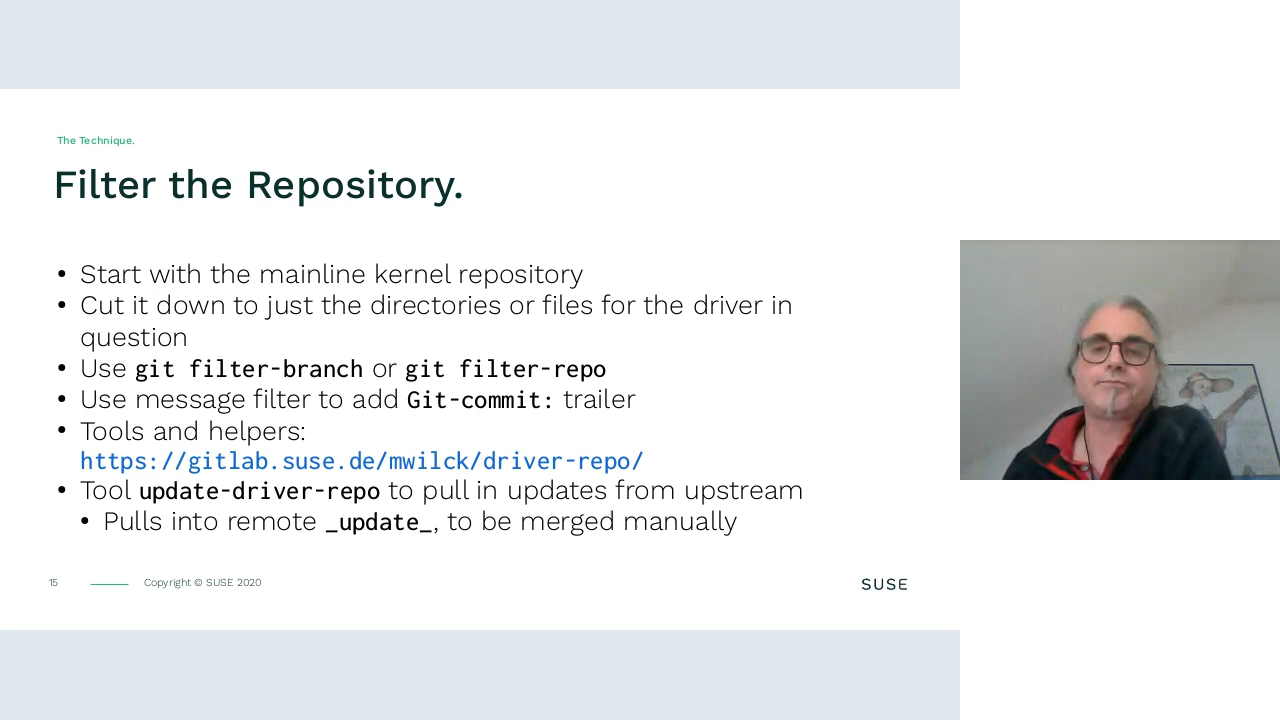 The Technique.
Filter the Repository.
• Start with the mainline kernel repository
• Cut it down to just the directories or files for the driver in
question
• Use git filter-branch or git filter-repo
• Use message filter to add Git-commit: trailer
• Tools and helpers:
https://gitlab.suse.de/mwilck/driver-repo/
• Tool update-driver-repo to pull in updates from upstream
• Pulls into remote _update_, to be merged manually
15
Copyright © SUSE 2020
SUSE